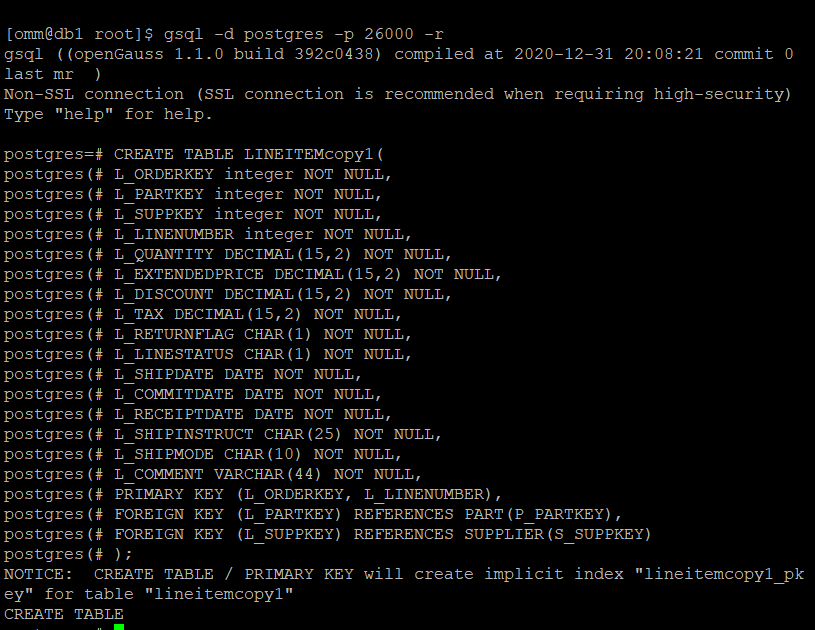 [omm@db1 root]$ gsql -d postgres -p 26000 -r
gsql ((openGauss 1.1.0 build 392c0438) compiled at 2020-12-31 20:08:21 commit 0
last mr  )
Non-SSL connection (SSL connection is recommended when requiring high-security)
Type "help" for help.

postgres=# CREATE TABLE LINEITEMcopy1(
postgres(# L_ORDERKEY integer NOT NULL,
postgres(# L_PARTKEY integer NOT NULL,
postgres(# L_SUPPKEY integer NOT NULL,
postgres(# L_LINENUMBER integer NOT NULL,
postgres(# L_QUANTITY DECIMAL(15,2) NOT NULL,
postgres(# L_EXTENDEDPRICE DECIMAL(15,2) NOT NULL,
postgres(# L_DISCOUNT DECIMAL(15,2) NOT NULL,
postgres(# L_TAX DECIMAL(15,2) NOT NULL,
postgres(# L_RETURNFLAG CHAR(1) NOT NULL,
postgres(# L_LINESTATUS CHAR(1) NOT NULL,
postgres(# L_SHIPDATE DATE NOT NULL,
postgres(# L_COMMITDATE DATE NOT NULL,
postgres(# L_RECEIPTDATE DATE NOT NULL,
postgres(# L_SHIPINSTRUCT CHAR(25) NOT NULL,
postgres(# L_SHIPMODE CHAR(10) NOT NULL,
postgres(# L_COMMENT VARCHAR(44) NOT NULL,
postgres(# PRIMARY KEY (L_ORDERKEY, L_LINENUMBER),
postgres(# FOREIGN KEY (L_PARTKEY) REFERENCES PART(P_PARTKEY),
postgres(# FOREIGN KEY (L_SUPPKEY) REFERENCES SUPPLIER(S_SUPPKEY)
postgres(# );
NOTICE:  CREATE TABLE / PRIMARY KEY will create implicit index "lineitemcopy1_pk
ey" for table "lineitemcopy1"
CREATE TABLE